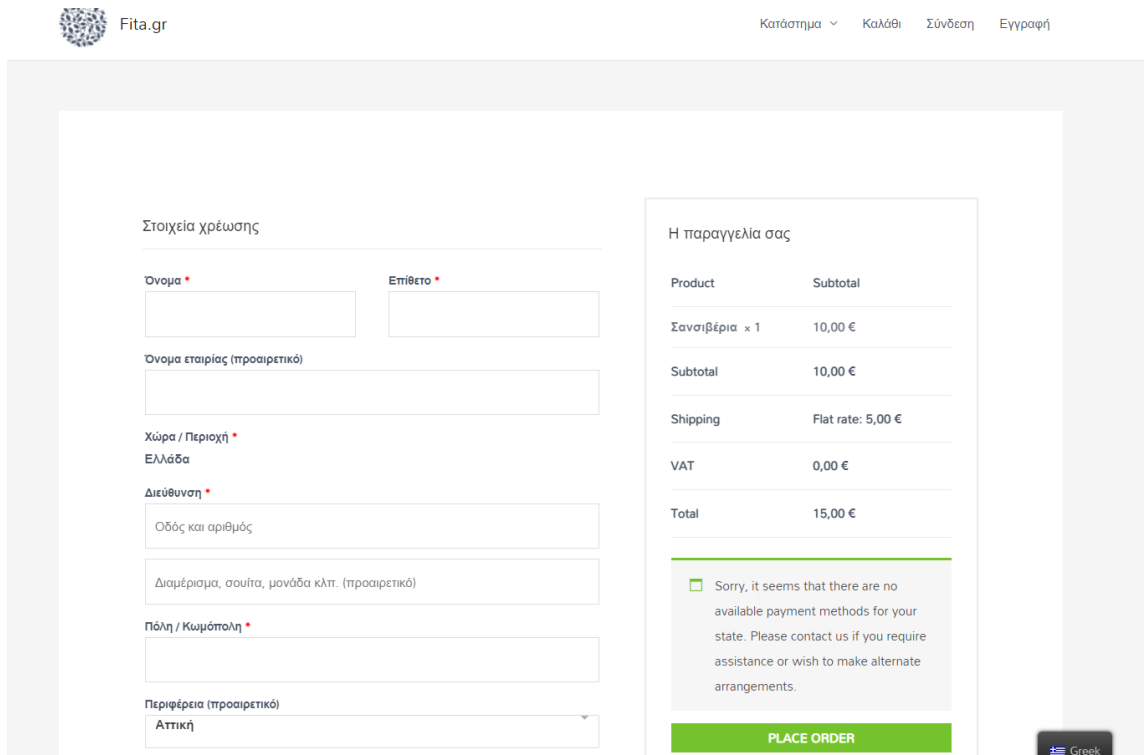 Fita.gr
Κατάστημα Καλάθι Σύνδεση Εγγραφή
Στοιχεία χρέωσης
Όνομα *
Επίθετο *
Όνομα εταιρίας (προαιρετικό)
Χώρα / Περιοχή *
Ελλάδα
Διεύθυνση *
Οδός και αριθμός
Διαμέρισμα, σουίτα, μονάδα κλπ. (προαιρετικό)
Πόλη / Κωμόπολη *
Περιφέρεια (προαιρετικό)
Αττική
Η παραγγελία σας
Product Subtotal
Σανσιβέρια × 1 10,00 €
Subtotal 10,00 €
Shipping Flat rate: 5,00 €
VAT 0,00 €
Total 15,00 €
Sorry, it seems that there are no
available payment methods for your
state. Please contact us if you require
assistance or wish to make alternate
arrangements.
PLACE ORDER
Greek